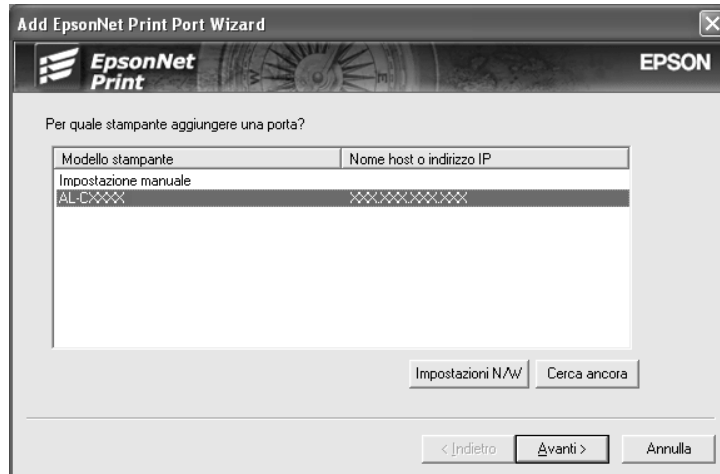 Add EpsonNet Print Port Wizard
EpsonNet
Print
EPSON
Per quale stampante aggiungere una porta?
Modello stampante Nome host o indirizzo IP
Impostazione manuale
AL-CXXXX XXX.XXX.XXX.XXX
Impostazioni N/W Cerca ancora
< Indietro Avanti > Annulla